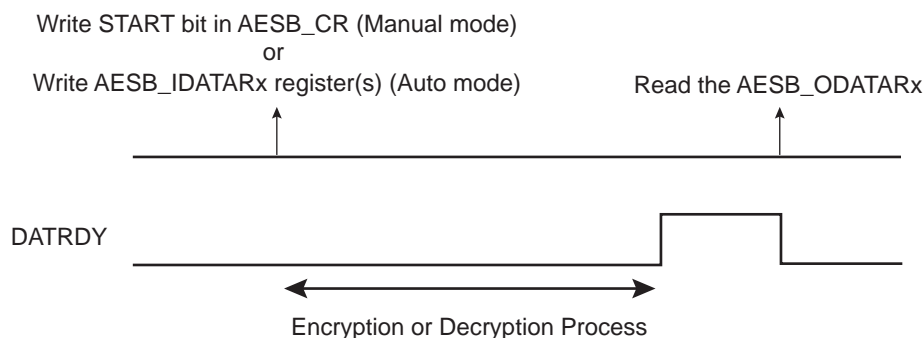 Write START bit in AESB_CR (Manual mode)
or
Write AESB_IDATARx register(s) (Auto mode)
Read the AESB_ODATARx
DATRDY
Encryption or Decryption Process